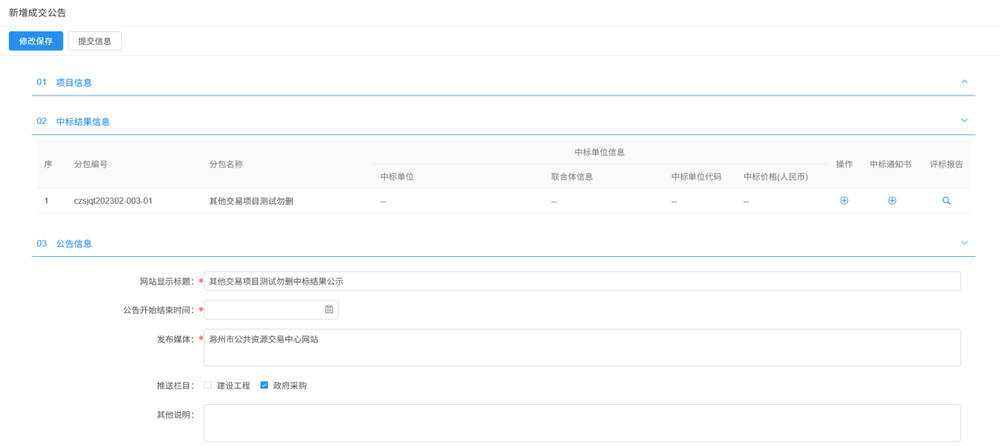 新增成交公告
修改保存 提交信息
01 项目信息
02 中标结果信息
序 分包编号 分包名称 中标单位信息 操作 中标通知书 评标报告
中标单位 联合体信息 中标单位代码 中标价格(人民币)
1 czsjqt202302-003-01 其他交易项目测试勿删 -- -- -- --
03 公告信息
网站显示标题: * 其他交易项目测试勿删中标结果公示
公告开始结束时间: *
发布媒体: * 滁州市公共资源交易中心网站
推送栏目: 建设工程 政府采购
其他说明: